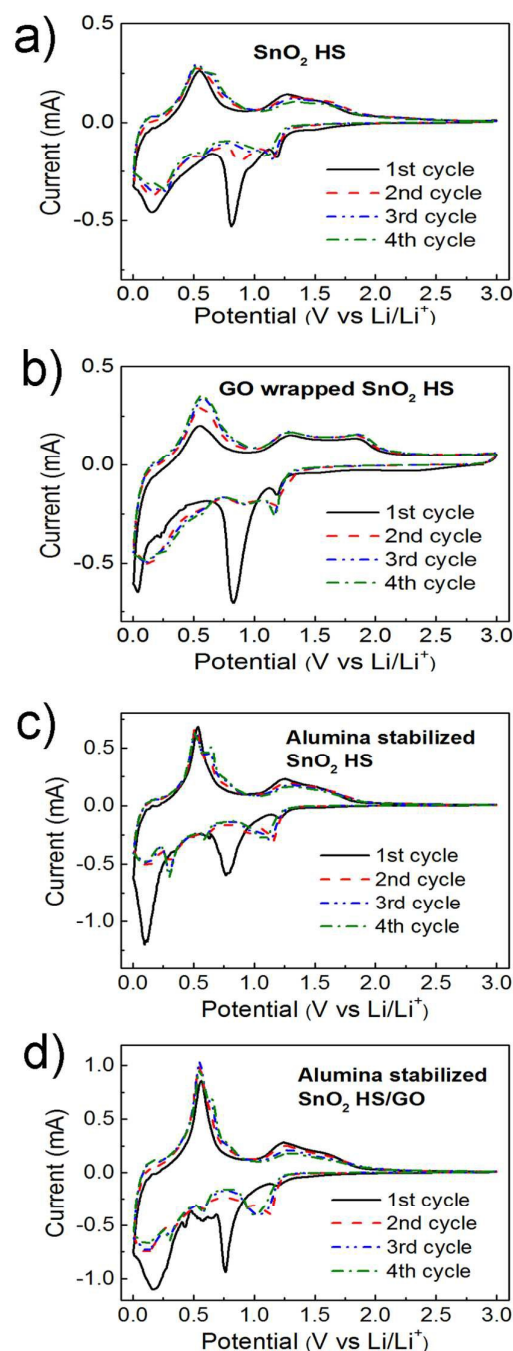 a)
SnO₂ HS
Current (mA)
0.5
0.0
-0.5
1st cycle
2nd cycle
3rd cycle
4th cycle
0.0 0.5 1.0 1.5 2.0 2.5 3.0
Potential (V vs Li/Li⁺)
b)
GO wrapped SnO₂ HS
Current (mA)
0.5
0.0
-0.5
1st cycle
2nd cycle
3rd cycle
4th cycle
0.0 0.5 1.0 1.5 2.0 2.5 3.0
Potential (V vs Li/Li⁺)
c)
Alumina stabilized
SnO₂ HS
Current (mA)
0.5
0.0
-0.5
-1.0
1st cycle
2nd cycle
3rd cycle
4th cycle
0.0 0.5 1.0 1.5 2.0 2.5 3.0
Potential (V vs Li/Li⁺)
d)
Alumina stabilized
SnO₂ HS/GO
Current (mA)
1.0
0.5
0.0
-0.5
-1.0
1st cycle
2nd cycle
3rd cycle
4th cycle
0.0 0.5 1.0 1.5 2.0 2.5 3.0
Potential (V vs Li/Li⁺)